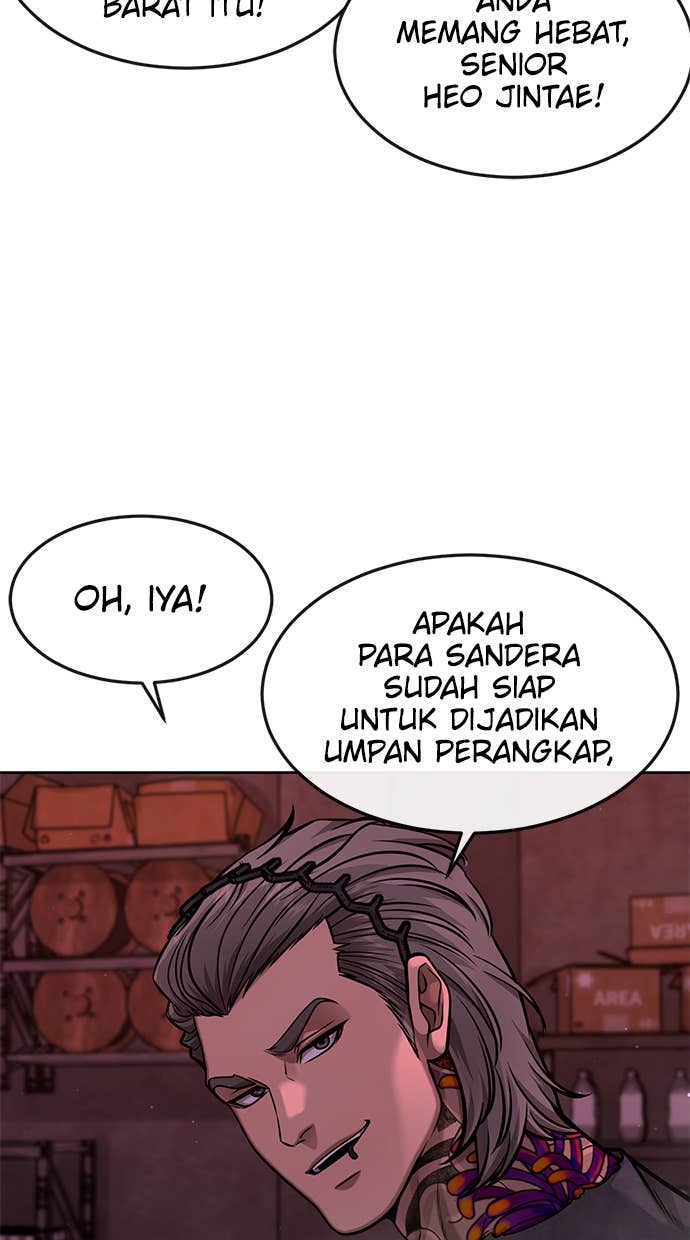 BARAT ITU!
ANDA
MEMANG HEBAT,
SENIOR
HEO JINTAE!
OH, IYA!
APAKAH
PARA SANDERA
SUDAH SIAP
UNTUK DIJADIKAN
UMPAN PERANGKAP,
AREA
AREA